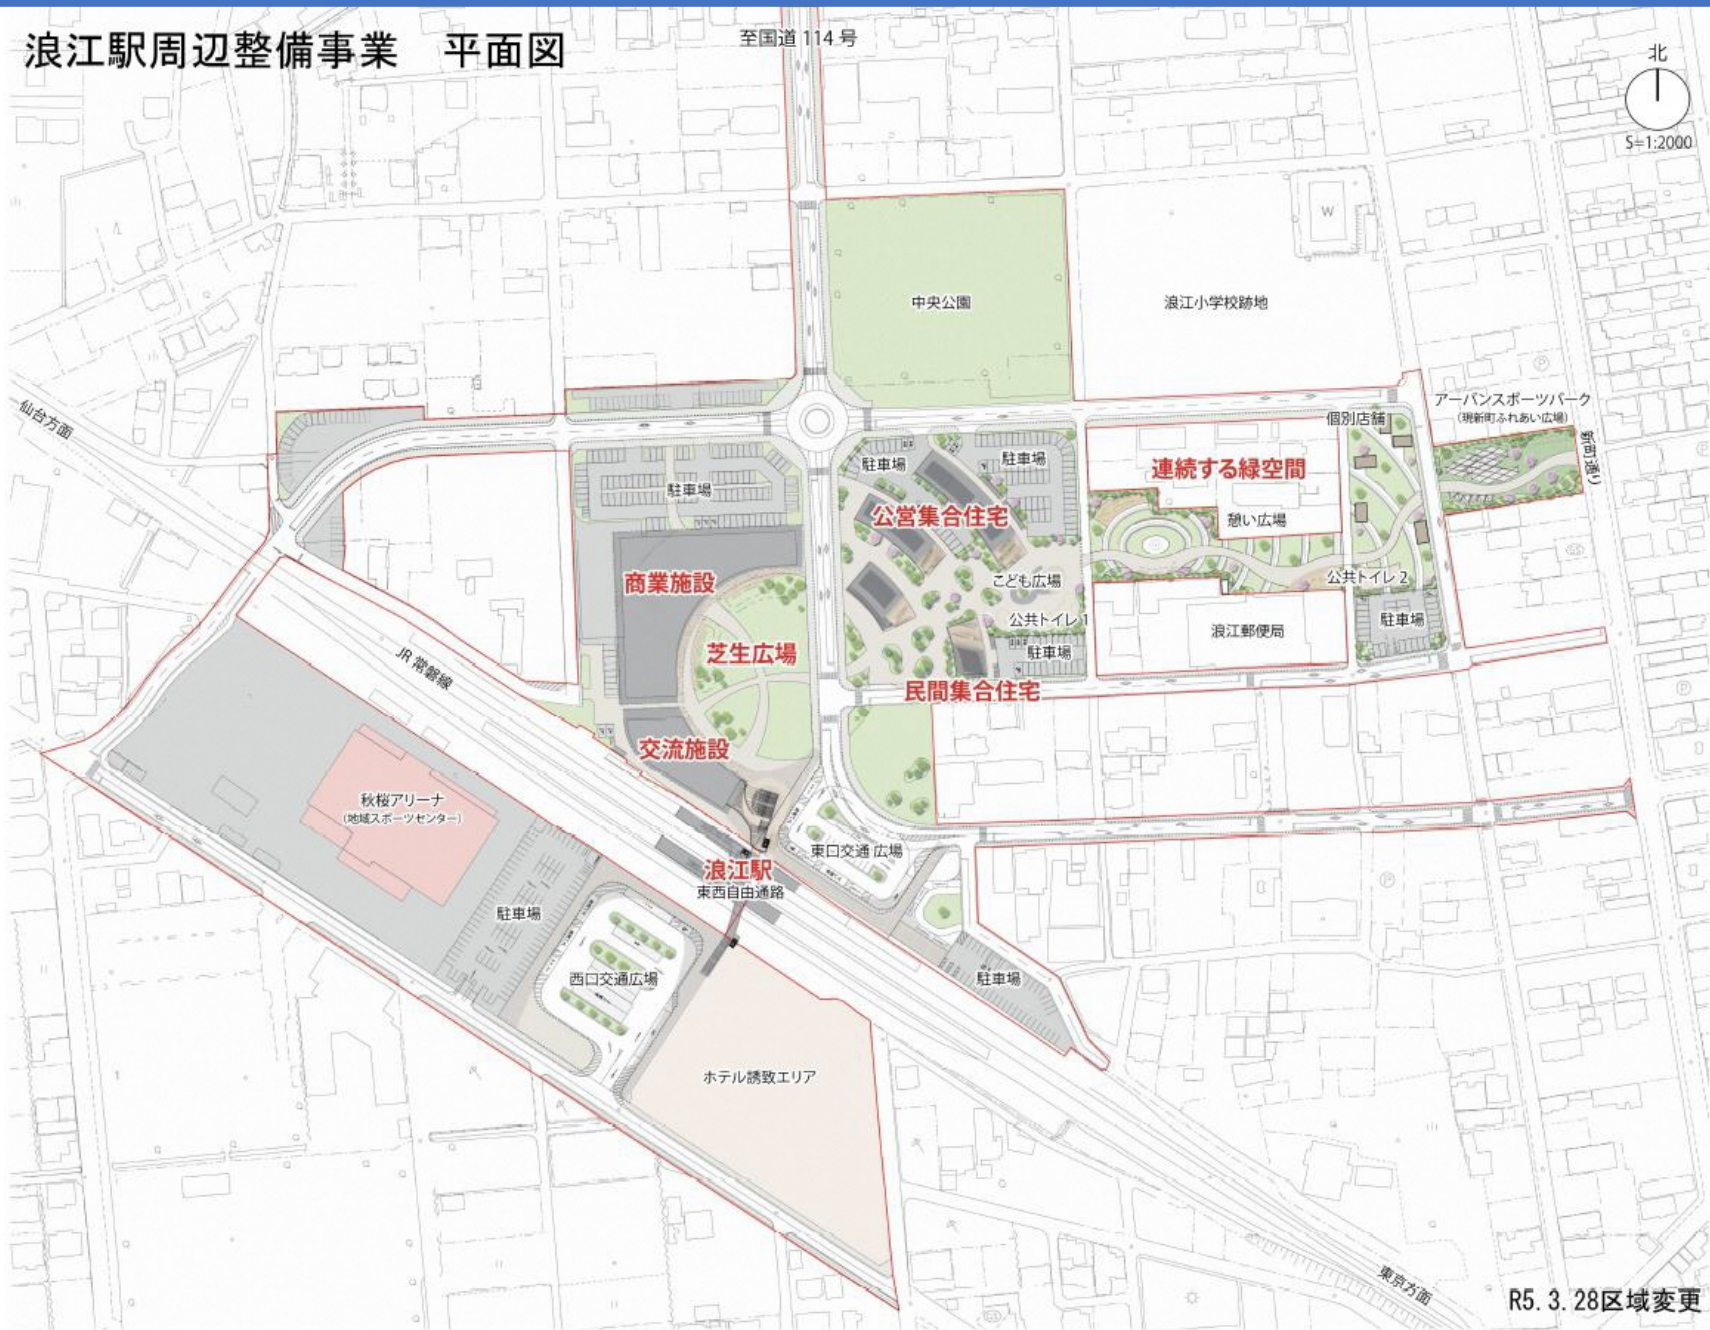 浪江駅周辺整備事業 平面図
至国道 114 号
北
S=1:2000
W
中央公園
浪江小学校跡地
仙台方面
アーバンスポーツパーク
(現新町ふれあい広場)
新町通り
個別店舗
駐車場
駐車場
駐車場
連続する緑空間
公営集合住宅
憩い広場
商業施設
こども広場
公共トイレ 2
公共トイレ 1
駐車場
浪江郵便局
駐車場
JR 常磐線
芝生広場
民間集合住宅
交流施設
秋桜アリーナ
(地域スポーツセンター)
東口交通 広場
浪江駅
東西自由通路
駐車場
西口交通広場
駐車場
ホテル誘致エリア
東京方面
R5.3.28区域変更